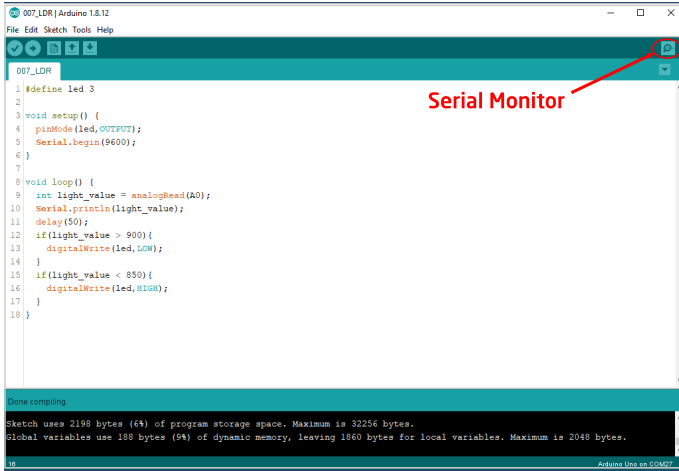 007_LDR | Arduino 1.8.12
File Edit Sketch Tools Help
007_LDR
Serial Monitor
1 #define led 3
2
3 void setup() {
4 pinMode(led,OUTPUT);
5 Serial.begin(9600);
6 }
7
8 void loop() {
9 int light_value = analogRead(A0);
10 Serial.println(light_value);
11 delay(50);
12 if(light_value > 900){
13 digitalWrite(led,LOW);
14 }
15 if(light_value < 850){
16 digitalWrite(led,HIGH);
17 }
18 }
Done compiling.
Sketch uses 2198 bytes (6%) of program storage space. Maximum is 32256 bytes.
Global variables use 188 bytes (9%) of dynamic memory, leaving 1860 bytes for local variables. Maximum is 2048 bytes.
16 Arduino Uno on COM27